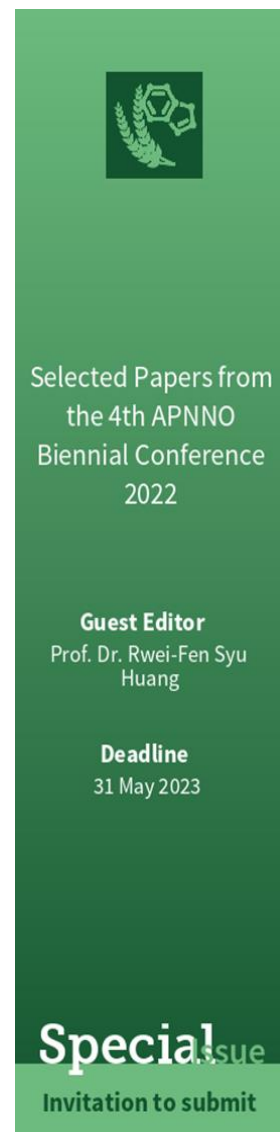 Selected Papers from
the 4th APNNO
Biennial Conference
2022
Guest Editor
Prof. Dr. Rwei-Fen Syu
Huang
Deadline
31 May 2023
Special Issue
Invitation to submit